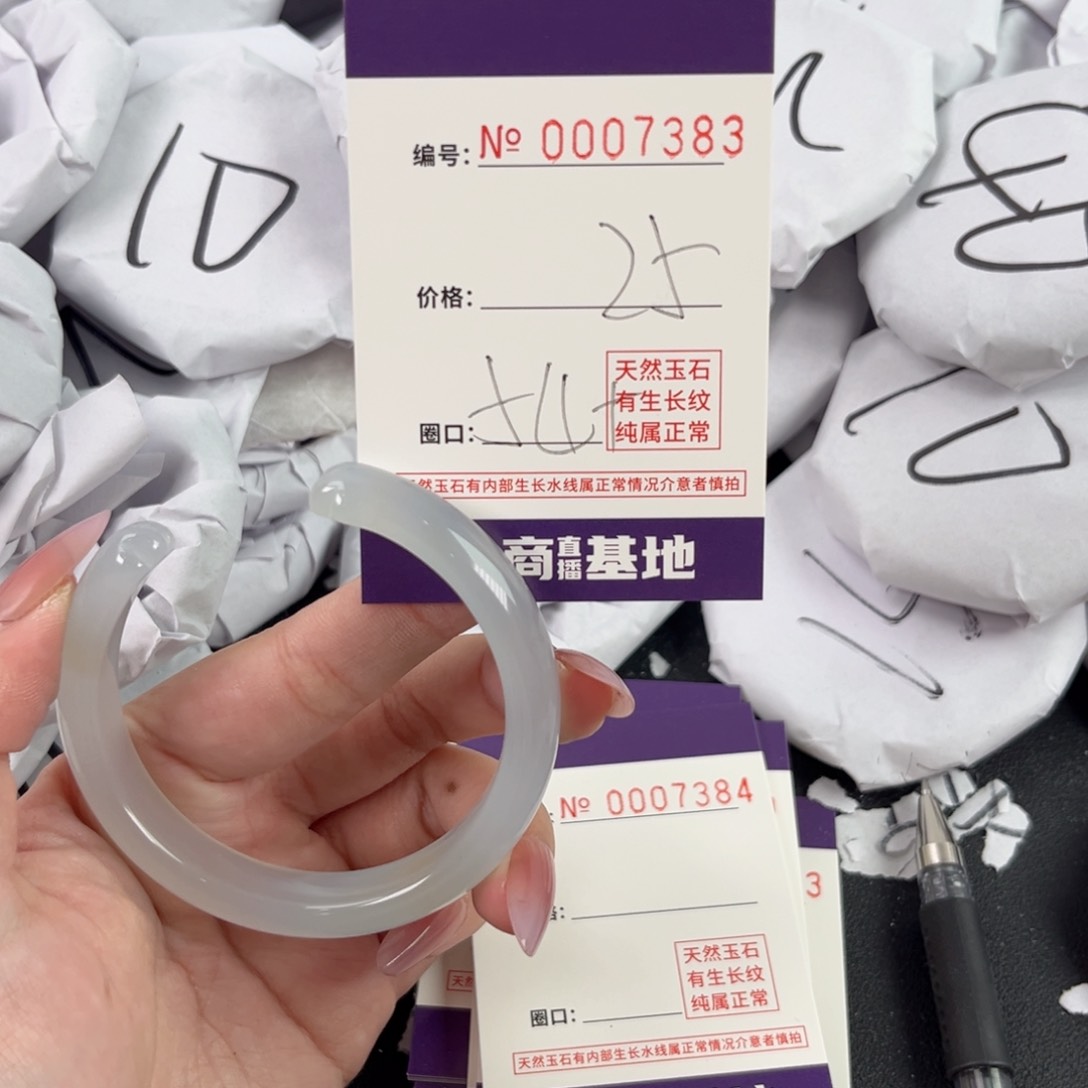 10
编号: № 0007383
价格: 25
圈口: 54+
天然玉石
有生长纹
纯属正常
然玉石有内部生长水线属正常情况介意者慎拍
商直播基地
№ 0007384
圈口:
天然玉石
有生长纹
纯属正常
天然玉石有内部生长水线属正常情况介意者慎拍
3
天然